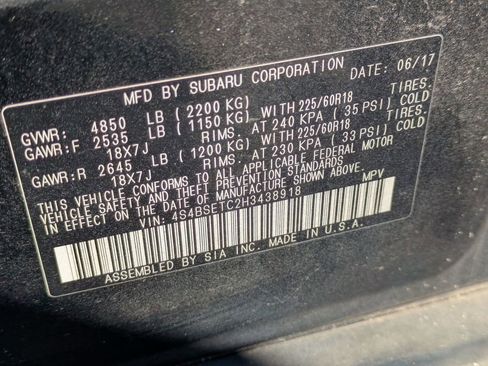 MFD BY SUBARU CORPORATION DATE: 06/17
GVWR: 4850 LB (2200 KG)
GAWR:F 2535 LB (1150 KG) WITH 225/60R18 TIRES.
18X7J RIMS. AT 240 KPA (35 PSI) COLD
GAWR:R 2645 LB (1200 KG) WITH 225/60R18 TIRES.
18X7J RIMS. AT 230 KPA (33 PSI) COLD
THIS VEHICLE CONFORMS TO ALL APPLICABLE FEDERAL MOTOR
VEHICLE SAFETY AND THEFT PREVENTION STANDARDS
IN EFFECT ON THE DATE OF MANUFACTURE SHOWN ABOVE.
VIN: 4S4BSETC2H3438918 MPV
ASSEMBLED BY SIA INC. MADE IN U.S.A.